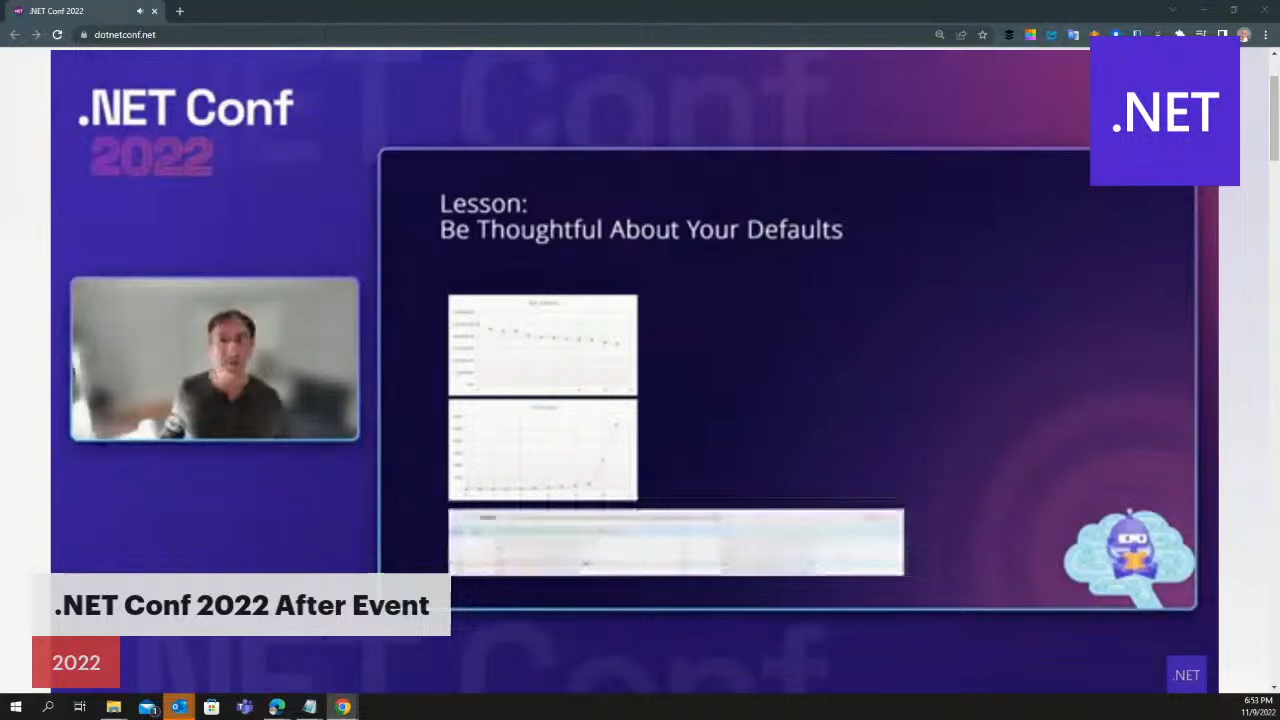 .NET Conf 2022
dotnetconf.net
.NET Conf
2022
.NET
Lesson:
Be Thoughtful About Your Defaults
.NET Conf 2022 After Event
2022
.NET
6:53 PM
11/9/2022